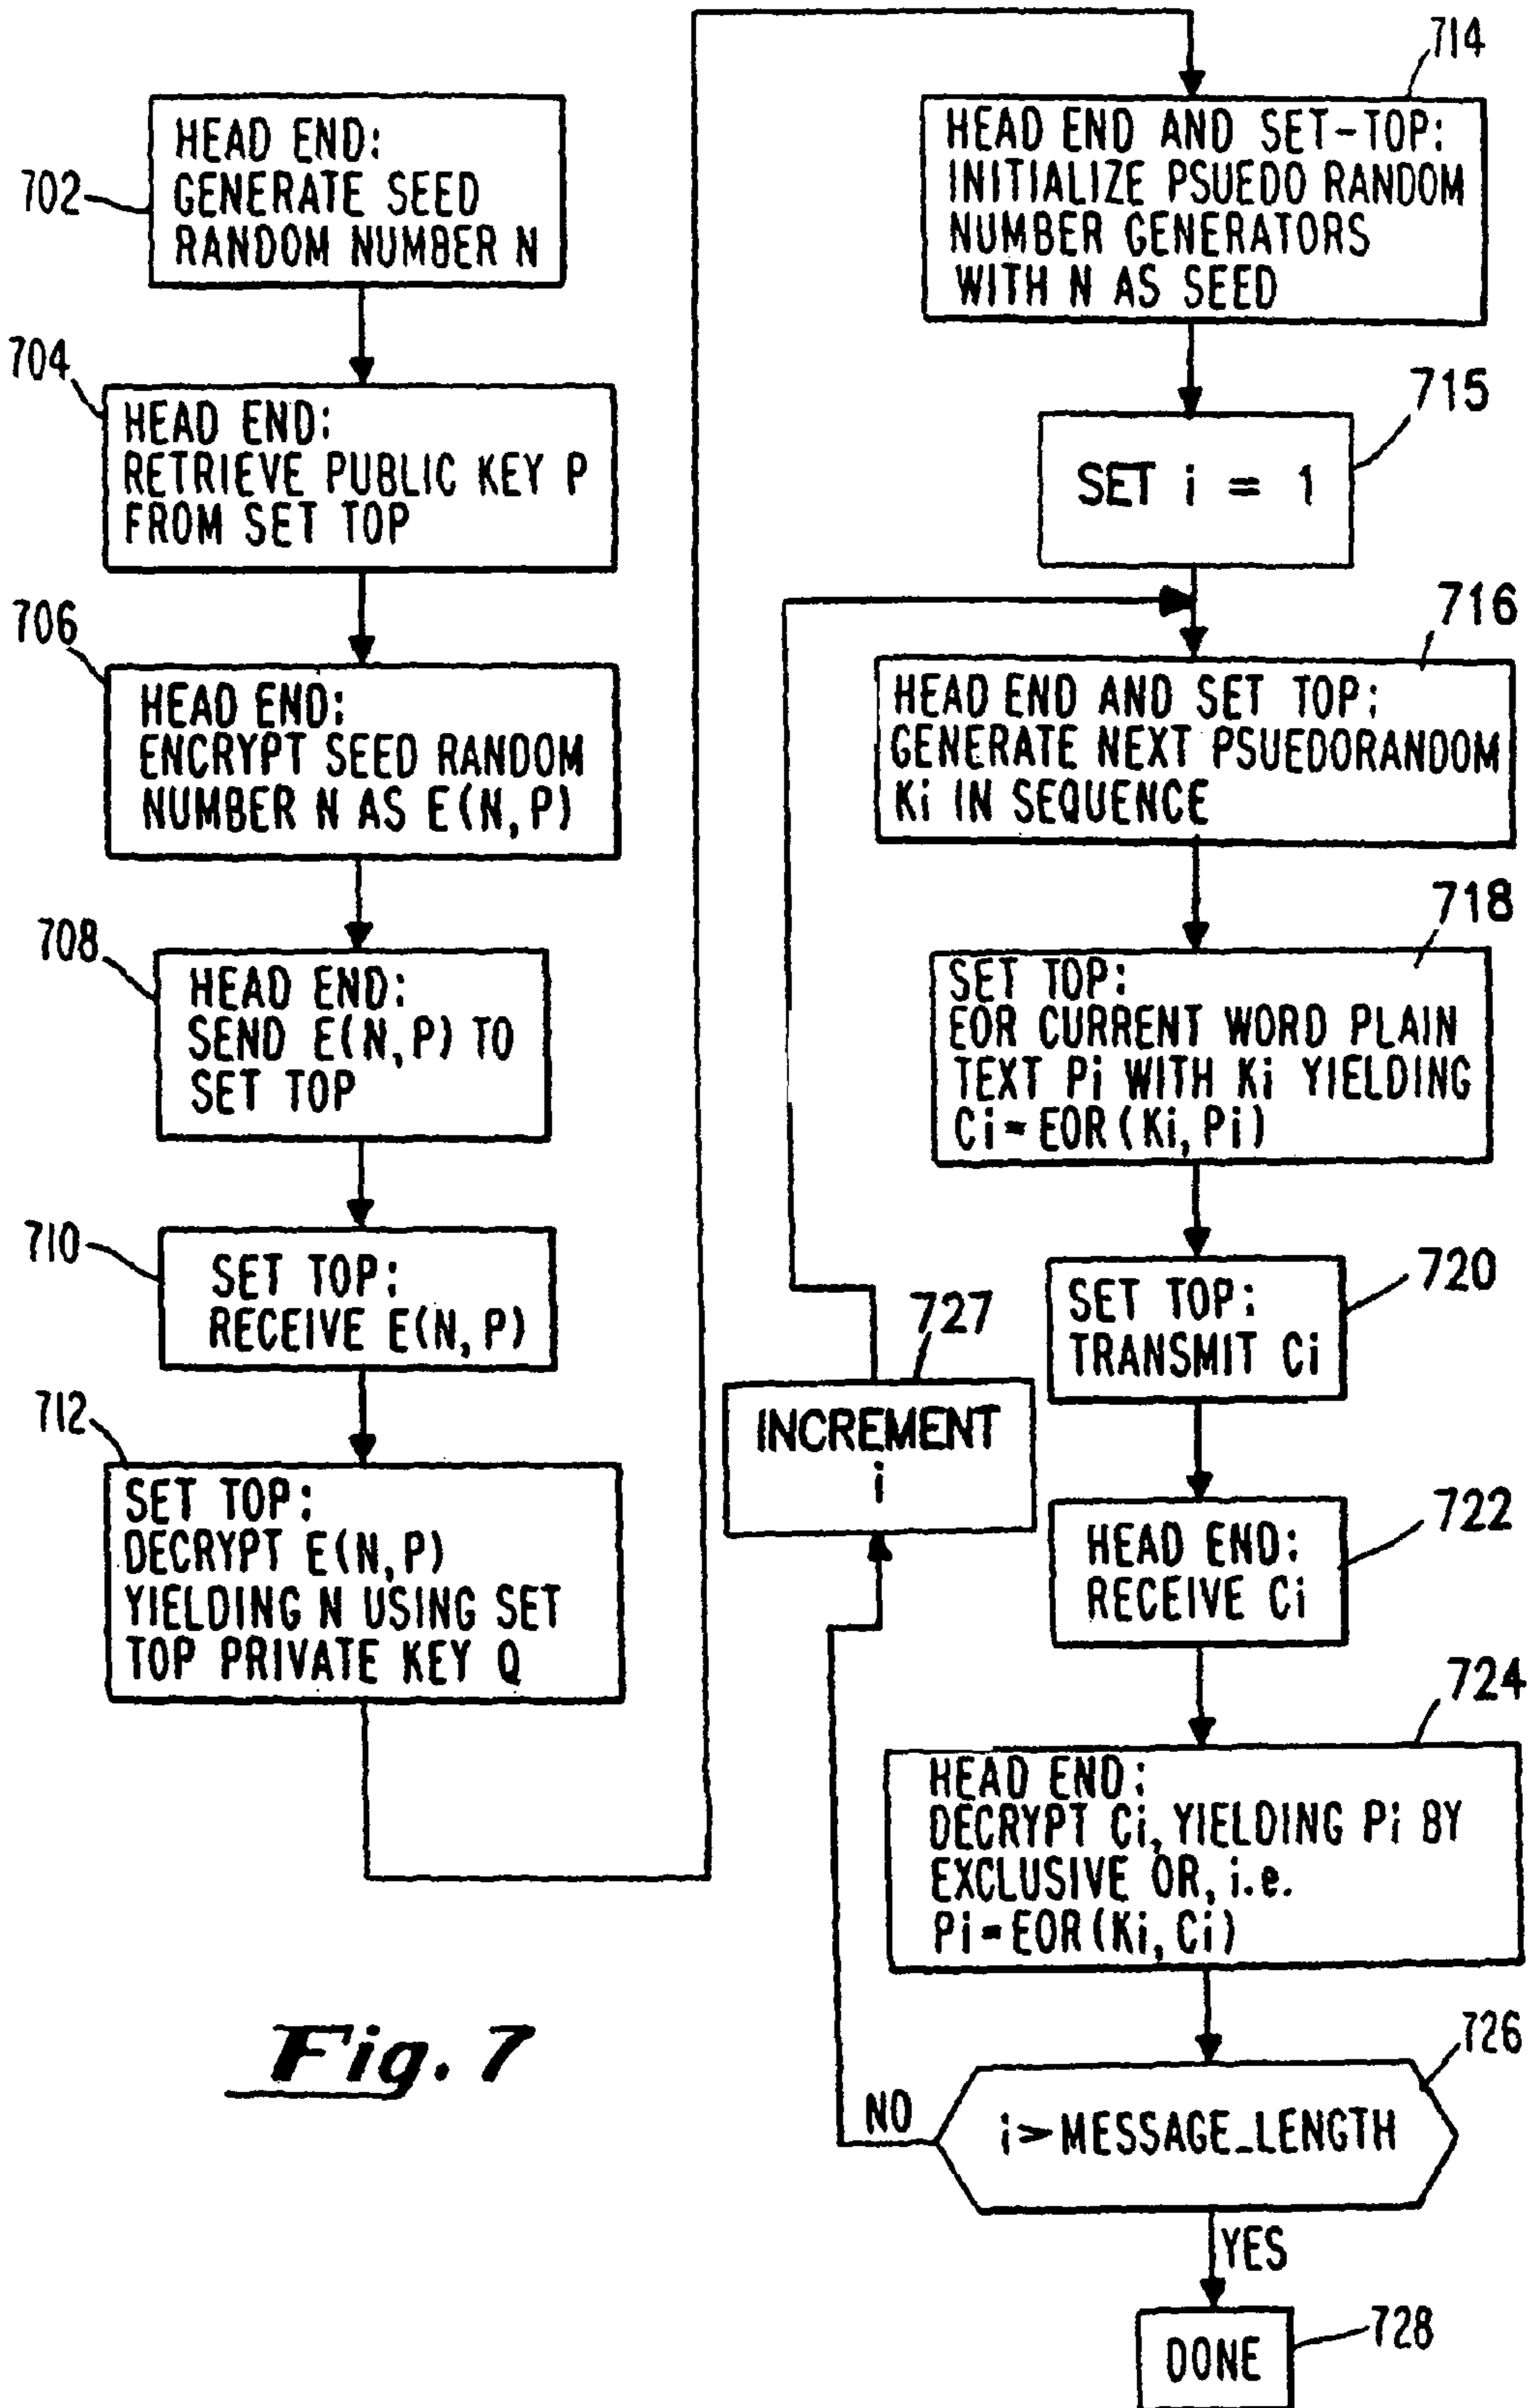 702
HEAD END:
GENERATE SEED
RANDOM NUMBER N
704
HEAD END:
RETRIEVE PUBLIC KEY P
FROM SET TOP
706
HEAD END:
ENCRYPT SEED RANDOM
NUMBER N AS E(N,P)
708
HEAD END:
SEND E(N,P) TO
SET TOP
710
SET TOP:
RECEIVE E(N,P)
712
SET TOP:
DECRYPT E(N,P)
YIELDING N USING SET
TOP PRIVATE KEY Q
714
HEAD END AND SET-TOP:
INITIALIZE PSUEDO RANDOM
NUMBER GENERATORS
WITH N AS SEED
715
SET i = 1
716
HEAD END AND SET TOP:
GENERATE NEXT PSUEDORANDOM
Ki IN SEQUENCE
718
SET TOP:
EOR CURRENT WORD PLAIN
TEXT Pi WITH Ki YIELDING
Ci=EOR(Ki,Pi)
720
SET TOP:
TRANSMIT Ci
722
HEAD END:
RECEIVE Ci
724
HEAD END:
DECRYPT Ci, YIELDING Pi BY
EXCLUSIVE OR, i.e.
Pi=EOR(Ki,Ci)
726
i>MESSAGE_LENGTH
NO
727
INCREMENT
i
YES
728
DONE
Fig. 7